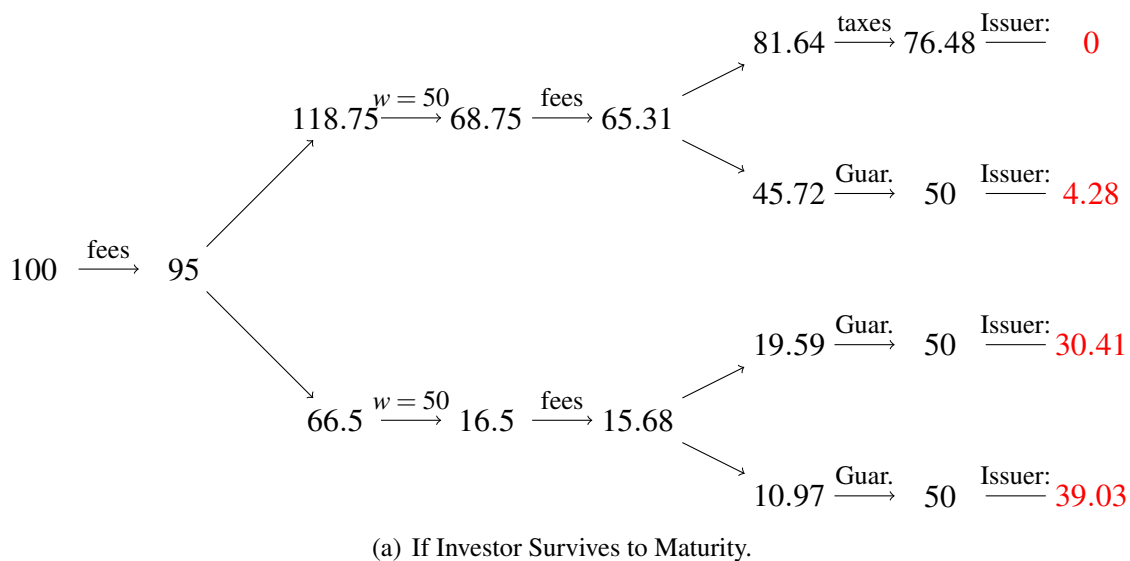 81.64 taxes 76.48 Issuer: 0
118.75 w = 50 68.75 fees 65.31
45.72 Guar. 50 Issuer: 4.28
100 fees 95
19.59 Guar. 50 Issuer: 30.41
66.5 w = 50 16.5 fees 15.68
10.97 Guar. 50 Issuer: 39.03
(a) If Investor Survives to Maturity.